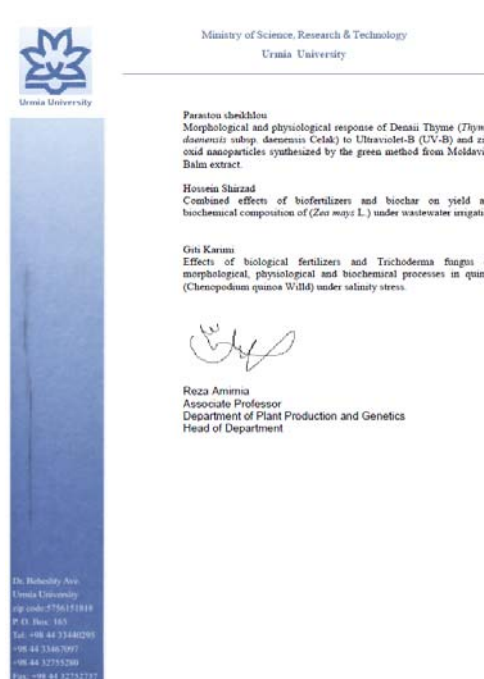 Ministry of Science, Research & Technology
Urmia University
Urmia University
Parastou sheikhlou
Morphological and physiological response of Denaii Thyme (Thym
daenensis subsp. daenensis Celak) to Ultraviolet-B (UV-B) and zi
oxid nanoparticles synthesized by the green method from Moldavi
Balm extract.
Hossein Shirzad
Combined effects of biofertilizers and biochar on yield a
biochemical composition of (Zea mays L.) under wastewater irrigati
Giti Karimi
Effects of biological fertilizers and Trichoderma fungus
morphological, physiological and biochemical processes in quin
(Chenopodium quinoa Willd) under salinity stress.
Reza Amirnia
Associate Professor
Department of Plant Production and Genetics
Head of Department
Dr. Beheshty Ave.
Urmia University
zip code:5756151818
P.O. Box: 165
Tel: +98 44 33440295
+98 44 33467097
+98 44 32755280
Fax: +98 44 32752737